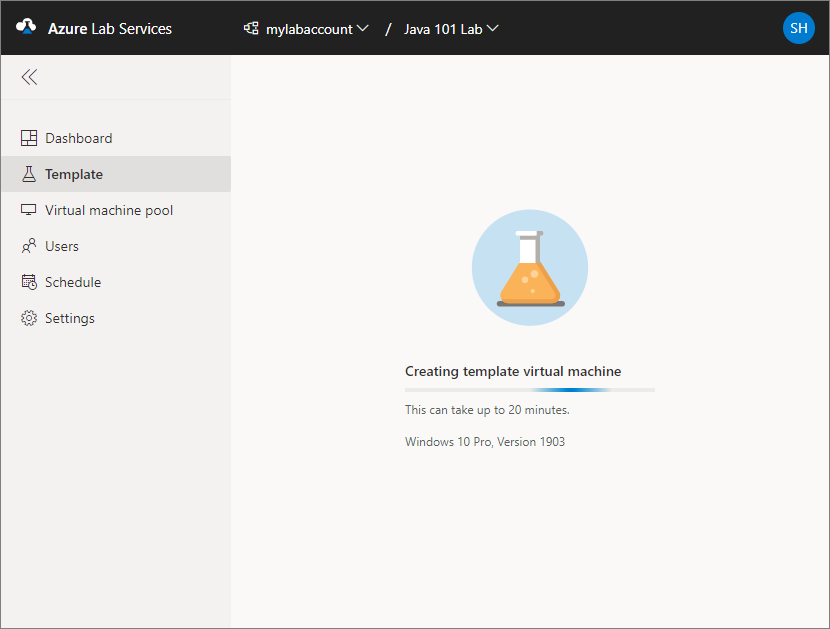 Azure Lab Services mylabaccount / Java 101 Lab SH
Dashboard
Template
Virtual machine pool
Users
Schedule
Settings
Creating template virtual machine
This can take up to 20 minutes.
Windows 10 Pro, Version 1903